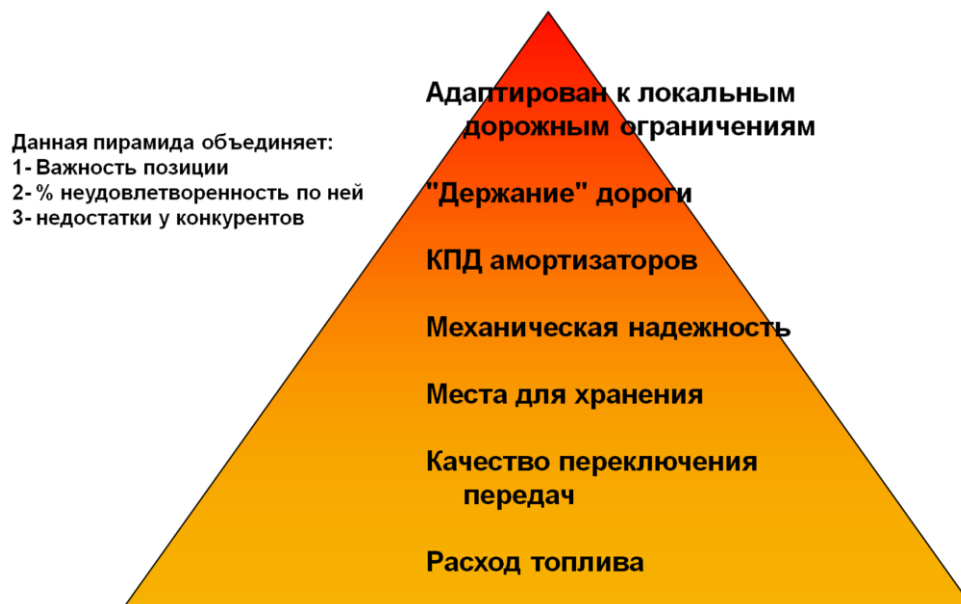 Данная пирамида объединяет:
1- Важность позиции
2- % неудовлетворенность по ней
3- недостатки у конкурентов
Адаптирован к локальным
дорожным ограничениям
"Держание" дороги
КПД амортизаторов
Механическая надежность
Места для хранения
Качество переключения
передач
Расход топлива